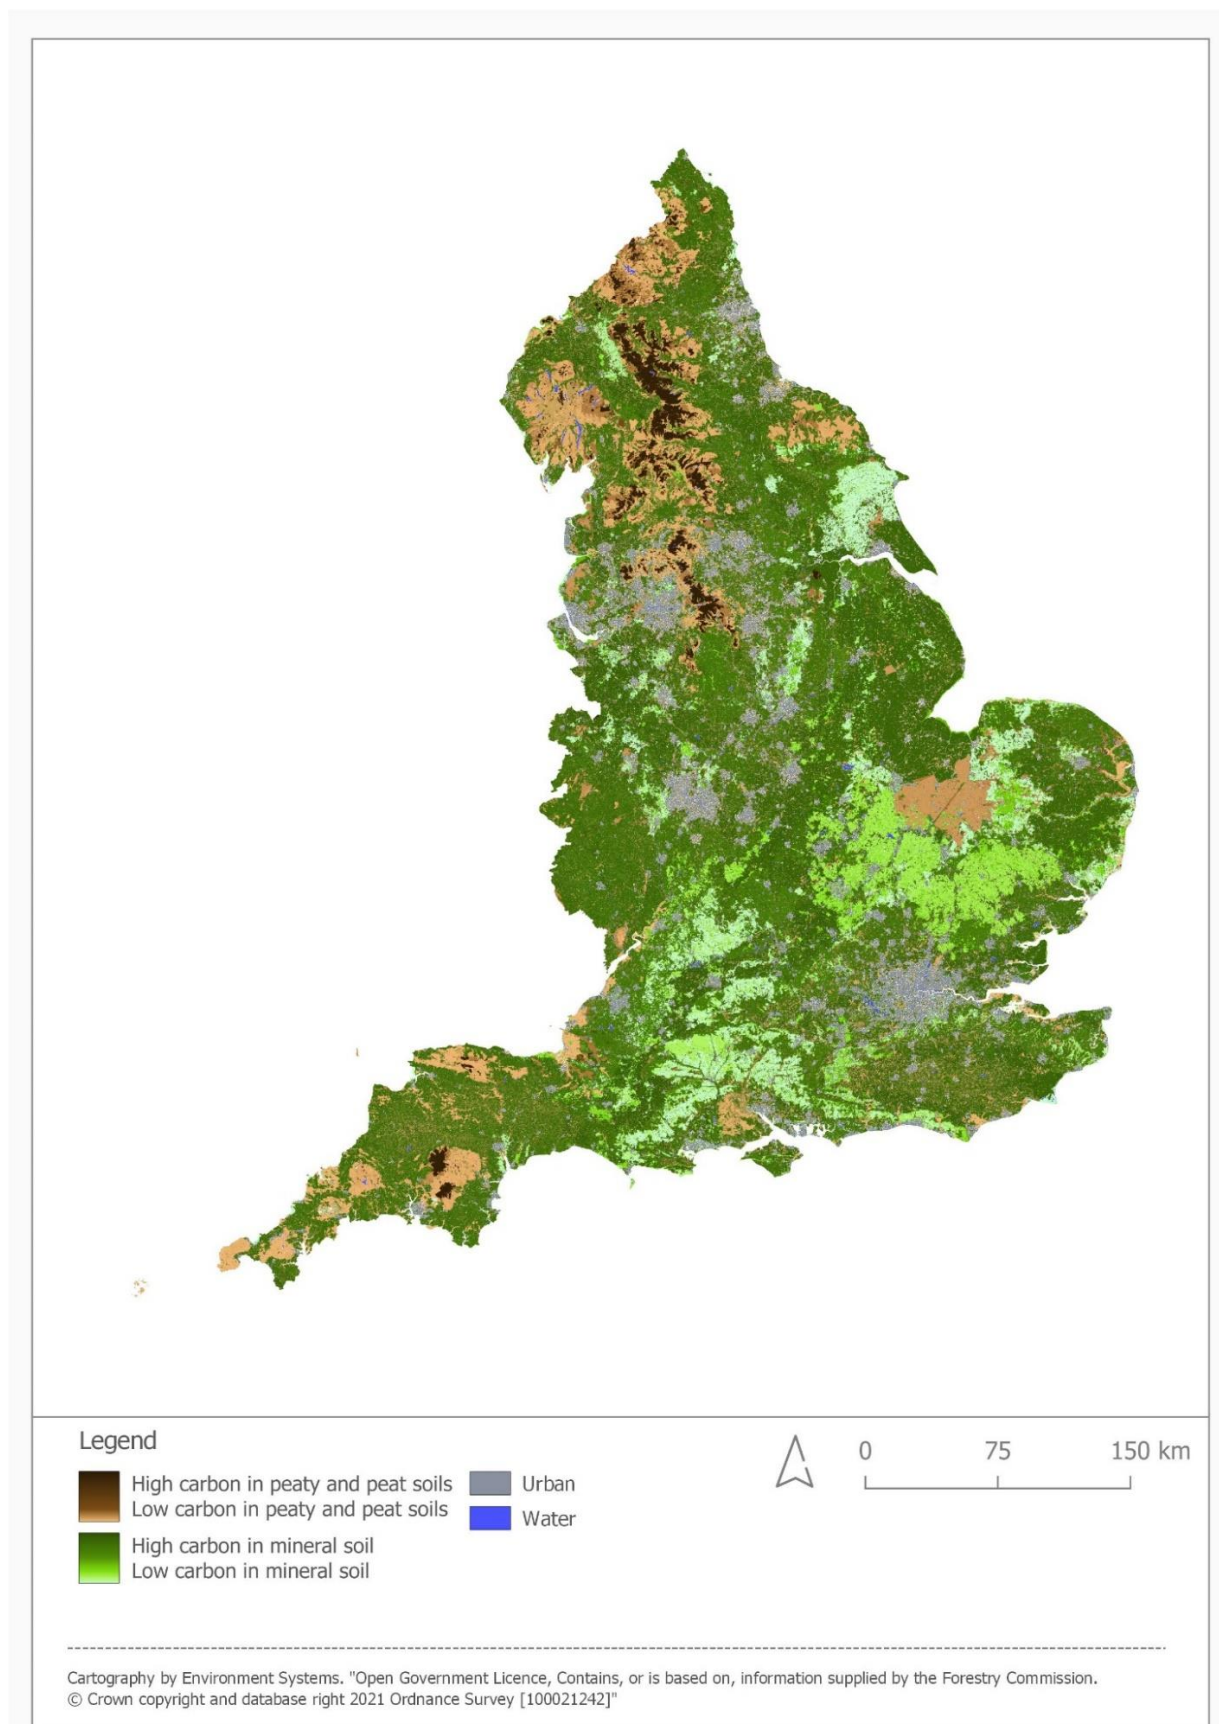 Legend
High carbon in peaty and peat soils
Low carbon in peaty and peat soils
High carbon in mineral soil
Low carbon in mineral soil
Urban
Water
0 75 150 km
Cartography by Environment Systems. "Open Government Licence, Contains, or is based on, information supplied by the Forestry Commission.
© Crown copyright and database right 2021 Ordnance Survey [100021242]"